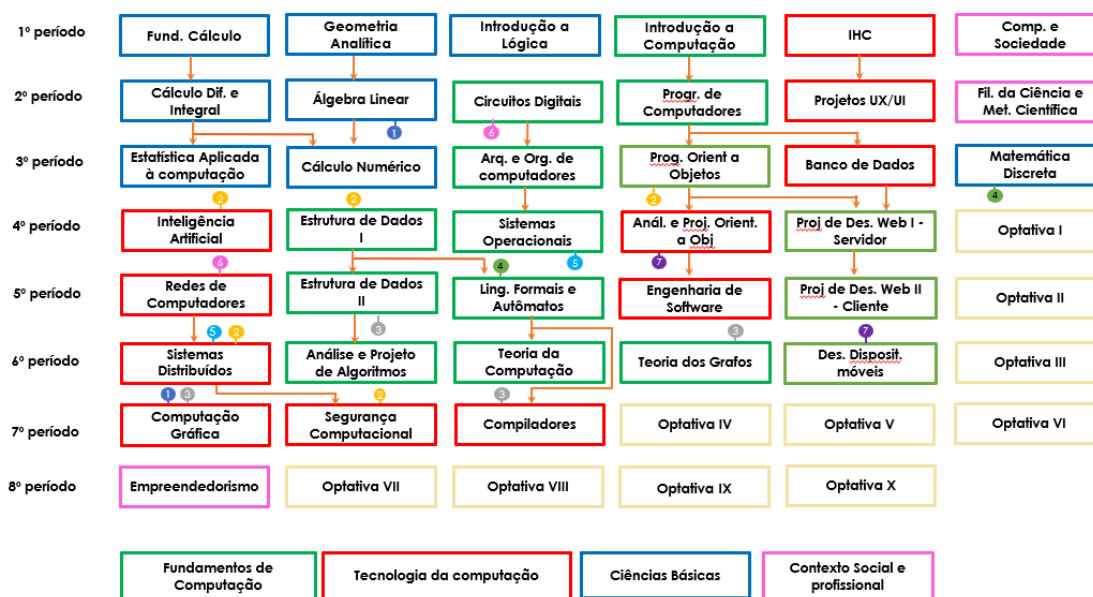 1º período
Fund. Cálculo
Geometria
Analítica
Introdução a
Lógica
Introdução a
Computação
IHC
Comp. e
Sociedade
2º período
Cálculo Dif. e
Integral
Álgebra Linear
1
Circuitos Digitais
6
Progr. de
Computadores
Projetos UX/UI
Fil. da Ciência e
Met. Científica
3º período
Estatística Aplicada
à computação
Cálculo Numérico
Arq. e Org. de
computadores
Prog. Orient a
Objetos
2
Banco de Dados
Matemática
Discreta
4
4º período
2
Inteligência
Artificial
2
Estrutura de Dados
I
Sistemas
Operacionais
5
Anál. e Proj. Orient.
a Obj
7
Proj de Des. Web I -
Servidor
Optativa I
5º período
6
Redes de
Computadores
Estrutura de Dados
II
3
4
Ling. Formais e
Autômatos
Engenharia de
Software
Proj de Des. Web II
- Cliente
Optativa II
6º período
5
2
Sistemas
Distribuídos
Análise e Projeto
de Algoritmos
Teoria da
Computação
3
Teoria dos Grafos
7
Des. Disposit.
móveis
Optativa III
7º período
1
3
Computação
Gráfica
2
Segurança
Computacional
3
Compiladores
Optativa IV
Optativa V
Optativa VI
8º período
Empreendedorismo
Optativa VII
Optativa VIII
Optativa IX
Optativa X
Fundamentos de
Computação
Tecnologia da computação
Ciências Básicas
Contexto Social e
profissional